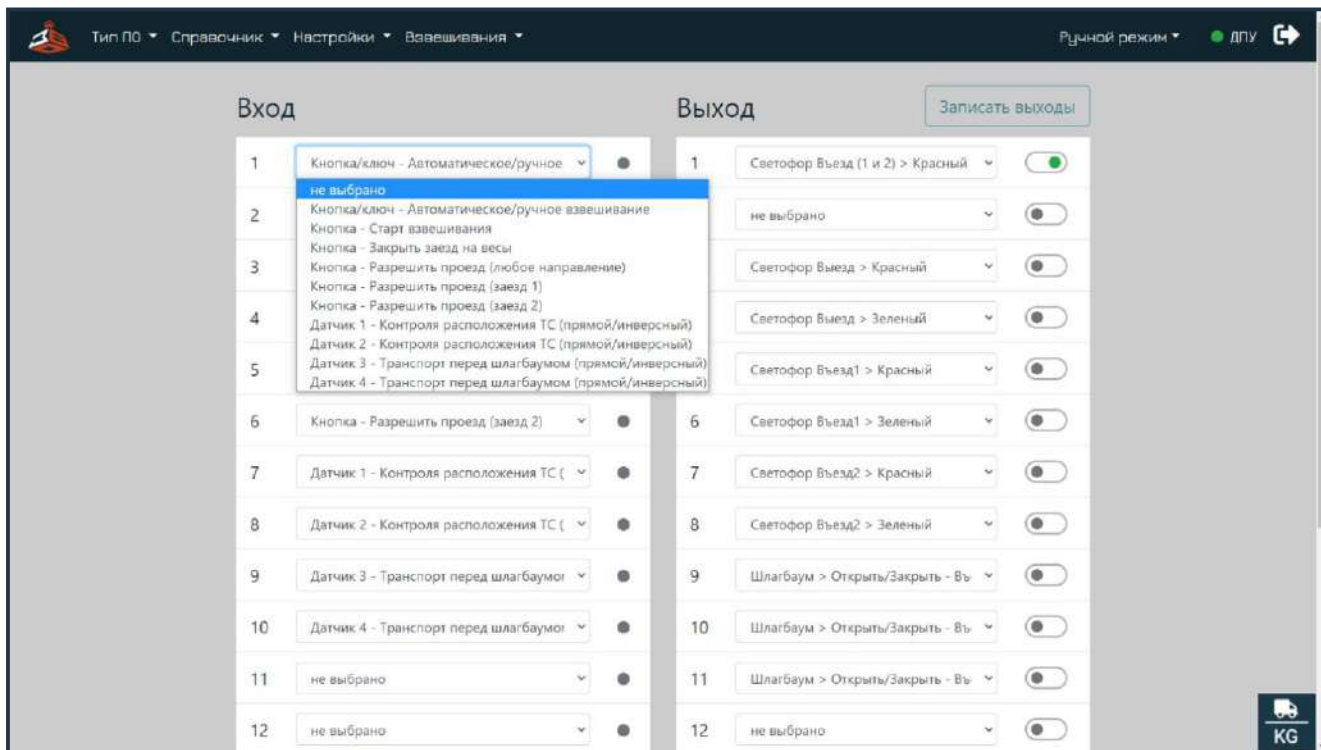 Тип ПО Справочник Настройки Взвешивания Ручной режим ДПУ
Вход Выход Записать выходы
1 Кнопка/ключ - Автоматическое/ручное 1 Светофор Въезд (1 и 2) > Красный
не выбрано
Кнопка/ключ - Автоматическое/ручное взвешивание
Кнопка - Старт взвешивания
Кнопка - Закрыть заезд на весы
Кнопка - Разрешить проезд (любое направление)
Кнопка - Разрешить проезд (заезд 1)
Кнопка - Разрешить проезд (заезд 2)
Датчик 1 - Контроля расположения ТС (прямой/инверсный)
Датчик 2 - Контроля расположения ТС (прямой/инверсный)
Датчик 3 - Транспорт перед шлагбаумом (прямой/инверсный)
Датчик 4 - Транспорт перед шлагбаумом (прямой/инверсный)
2 не выбрано
3 Светофор Выезд > Красный
4 Светофор Выезд > Зеленый
5 Светофор Въезд1 > Красный
6 Кнопка - Разрешить проезд (заезд 2) 6 Светофор Въезд1 > Зеленый
7 Датчик 1 - Контроля расположения ТС ( 7 Светофор Въезд2 > Красный
8 Датчик 2 - Контроля расположения ТС ( 8 Светофор Въезд2 > Зеленый
9 Датчик 3 - Транспорт перед шлагбаумо 9 Шлагбаум > Открыть/Закрыть - Въ
10 Датчик 4 - Транспорт перед шлагбаумо 10 Шлагбаум > Открыть/Закрыть - Въ
11 не выбрано 11 Шлагбаум > Открыть/Закрыть - Въ
12 не выбрано 12 не выбрано
KG